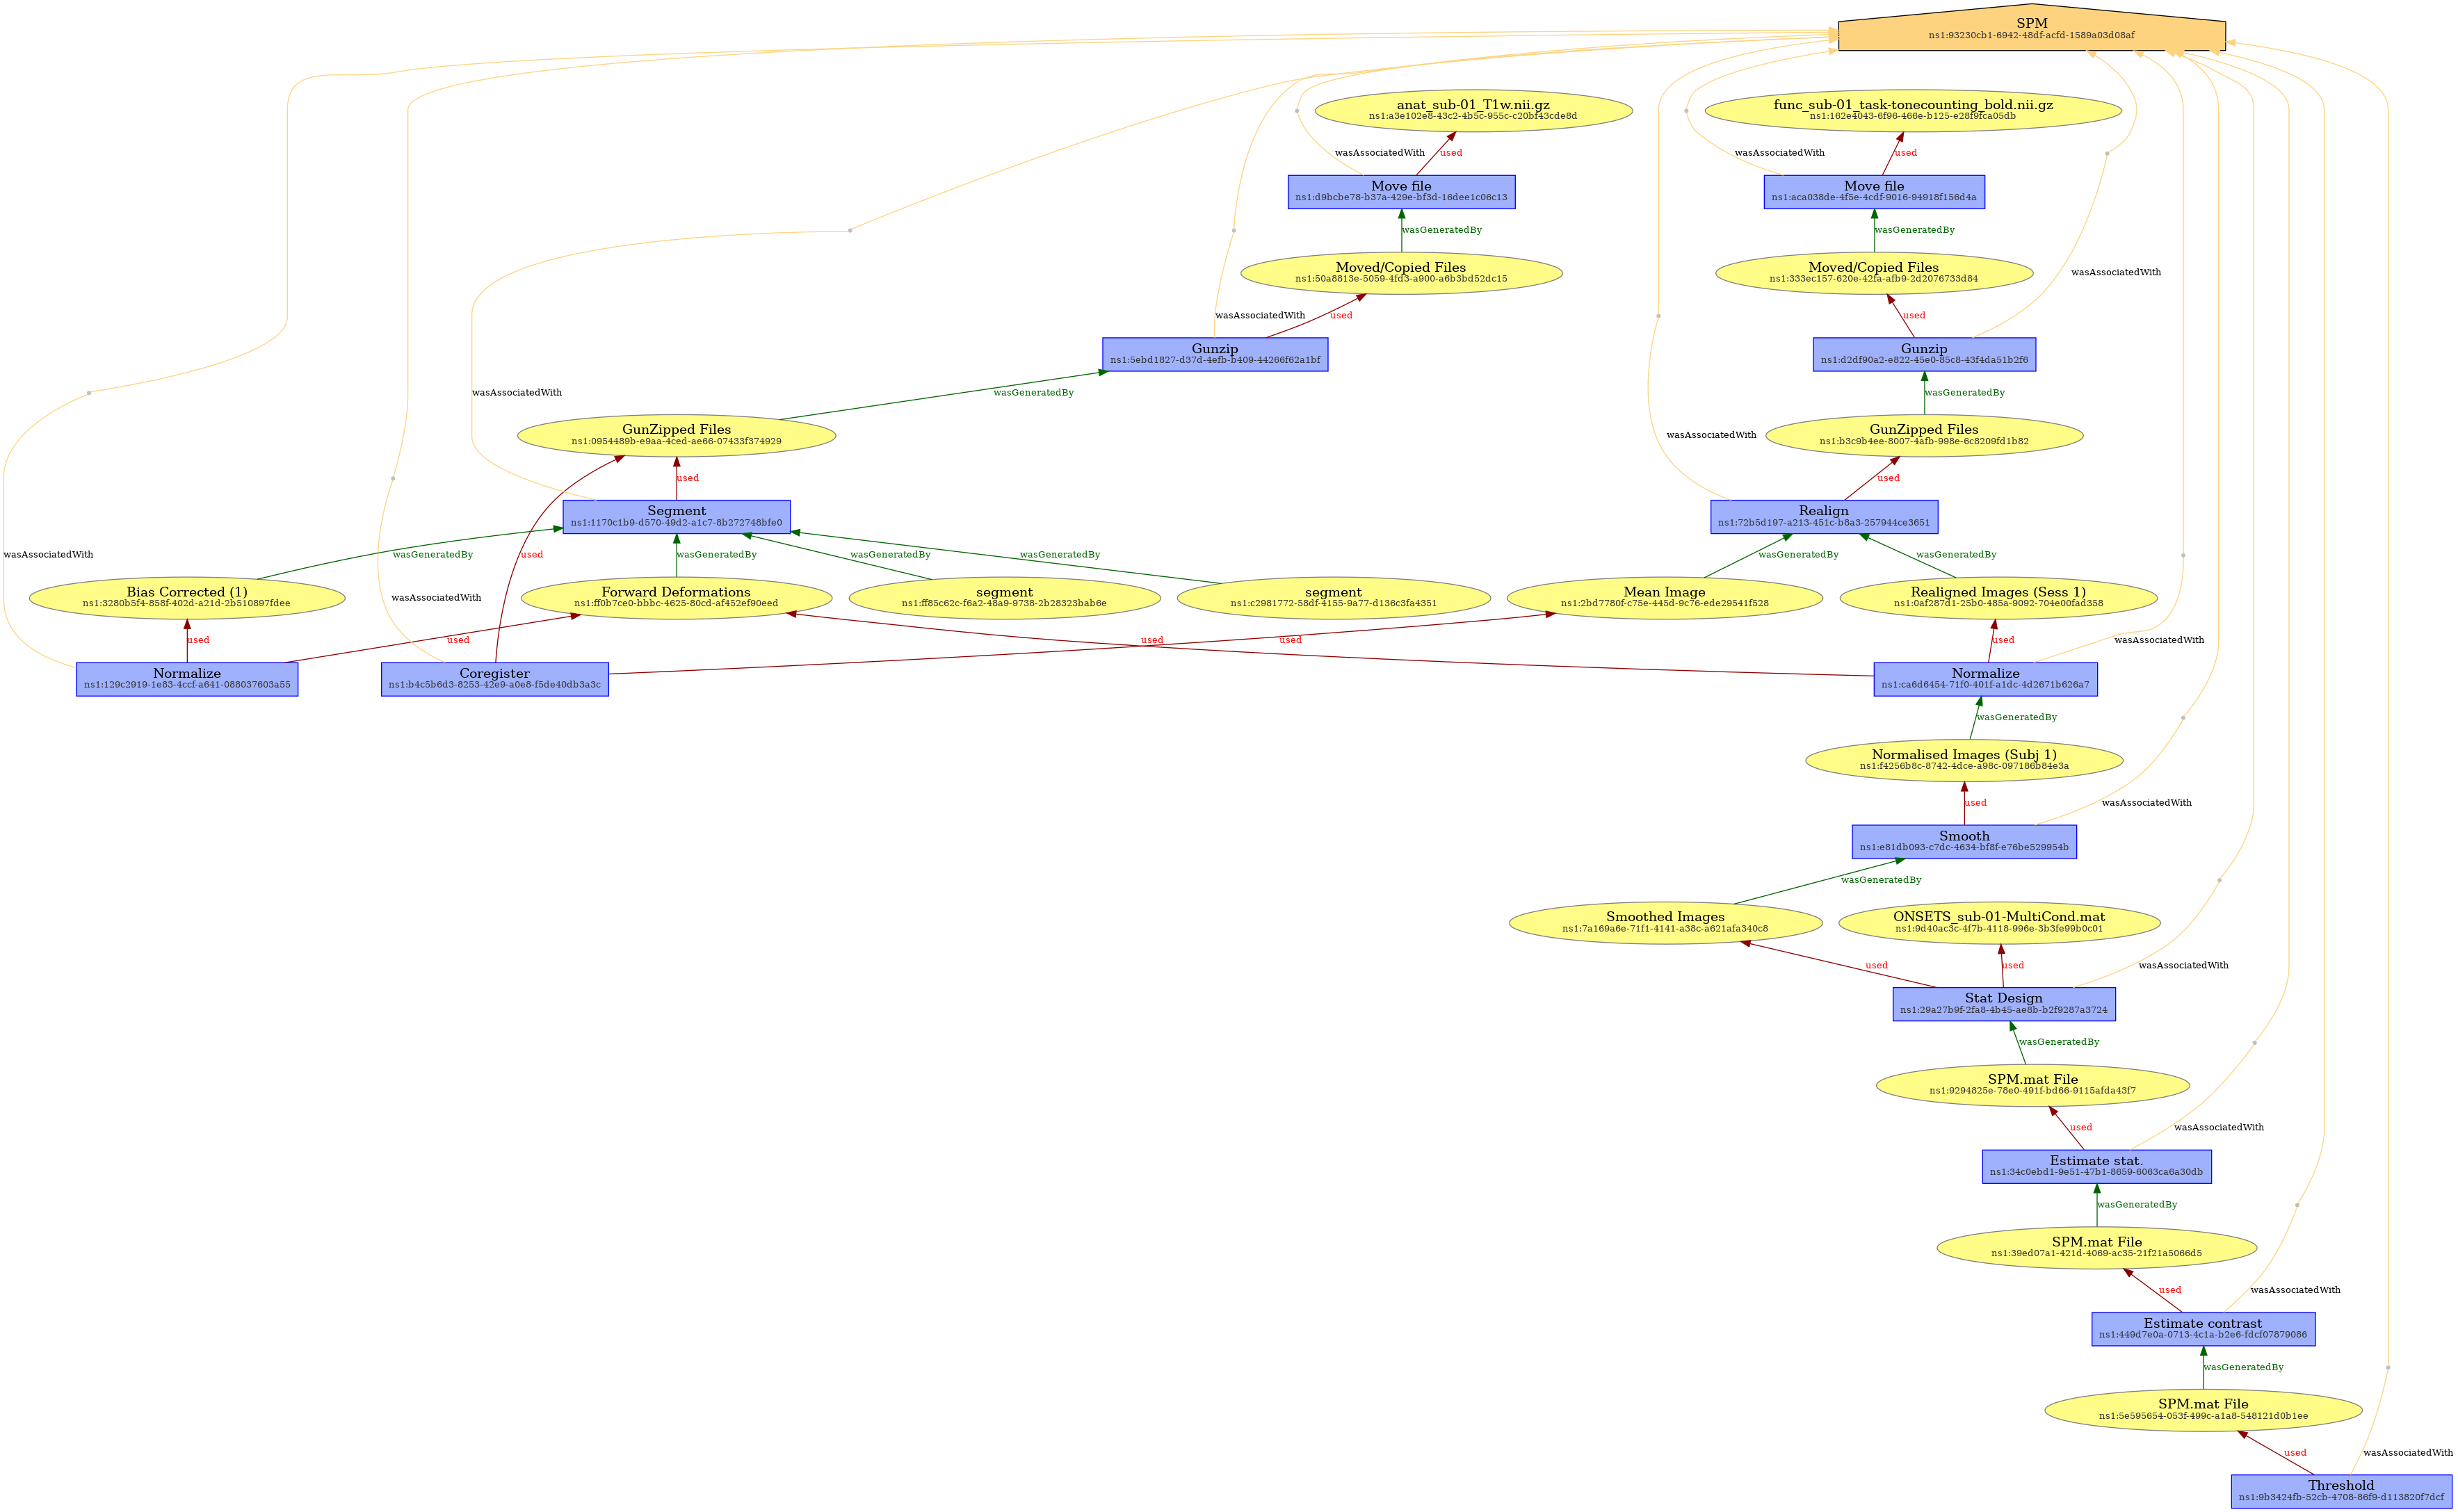 SPM
ns1:93230cb1-6942-48df-acfd-1589a03d08af
anat_sub-01_T1w.nii.gz
ns1:a3e102e8-43c2-4b5c-955c-c20bf43cde8d
func_sub-01_task-tonecounting_bold.nii.gz
ns1:162e4043-6f96-466e-b125-e28f9fca05db
wasAssociatedWith
used
wasAssociatedWith
used
Move file
ns1:d9bcbe78-b37a-429e-bf3d-16dee1c06c13
Move file
ns1:aca038de-4f5e-4cdf-9016-94918f156d4a
wasGeneratedBy
wasGeneratedBy
Moved/Copied Files
ns1:50a8813e-5059-4fd3-a900-a6b3bd52dc15
Moved/Copied Files
ns1:333ec157-620e-42fa-afb9-2d2076733d84
wasAssociatedWith
wasAssociatedWith
used
used
Gunzip
ns1:5ebd1827-d37d-4efb-b409-44266f62a1bf
Gunzip
ns1:d2df90a2-e822-45e0-85c8-43f4da51b2f6
wasAssociatedWith
wasGeneratedBy
wasGeneratedBy
GunZipped Files
ns1:0954489b-e9aa-4ced-ae66-07433f374929
GunZipped Files
ns1:b3c9b4ee-8007-4afb-998e-6c8209fd1b82
wasAssociatedWith
used
used
Segment
ns1:1170c1b9-d570-49d2-a1c7-8b272748bfe0
Realign
ns1:72b5d197-a213-451c-b8a3-257944ce3651
wasAssociatedWith
wasGeneratedBy
used
wasGeneratedBy
wasGeneratedBy
wasGeneratedBy
wasGeneratedBy
wasGeneratedBy
Bias Corrected (1)
ns1:3280b5f4-858f-402d-a21d-2b510897fdee
wasAssociatedWith
Forward Deformations
ns1:ff0b7ce0-bbbc-4625-80cd-af452ef90eed
segment
ns1:ff85c62c-f6a2-48a9-9738-2b28323bab6e
segment
ns1:c2981772-58df-4155-9a77-d136c3fa4351
Mean Image
ns1:2bd7780f-c75e-445d-9c76-ede29541f528
Realigned Images (Sess 1)
ns1:0af287d1-25b0-485a-9092-704e00fad358
used
used
used
used
used
wasAssociatedWith
Normalize
ns1:129c2919-1e83-4ccf-a641-088037603a55
Coregister
ns1:b4c5b6d3-8253-42e9-a0e8-f5de40db3a3c
Normalize
ns1:ca6d6454-71f0-401f-a1dc-4d2671b626a7
wasGeneratedBy
Normalised Images (Subj 1)
ns1:f4256b8c-8742-4dce-a98c-097186b84e3a
used
wasAssociatedWith
Smooth
ns1:e81db093-c7dc-4634-bf8f-e76be529954b
wasGeneratedBy
Smoothed Images
ns1:7a169a6e-71f1-4141-a38c-a621afa340c8
ONSETS_sub-01-MultiCond.mat
ns1:9d40ac3c-4f7b-4118-996e-3b3fe99b0c01
used
used
wasAssociatedWith
Stat Design
ns1:29a27b9f-2fa8-4b45-ae8b-b2f9287a3724
wasGeneratedBy
SPM.mat File
ns1:9294825e-78e0-491f-bd66-9115afda43f7
used
wasAssociatedWith
Estimate stat.
ns1:34c0ebd1-9e51-47b1-8659-6063ca6a30db
wasGeneratedBy
SPM.mat File
ns1:39ed07a1-421d-4069-ac35-21f21a5066d5
used
wasAssociatedWith
Estimate contrast
ns1:449d7e0a-0713-4c1a-b2e6-fdcf07879086
wasGeneratedBy
SPM.mat File
ns1:5e595654-053f-499c-a1a8-548121d0b1ee
used
wasAssociatedWith
Threshold
ns1:9b3424fb-52cb-4708-86f9-d113820f7dcf